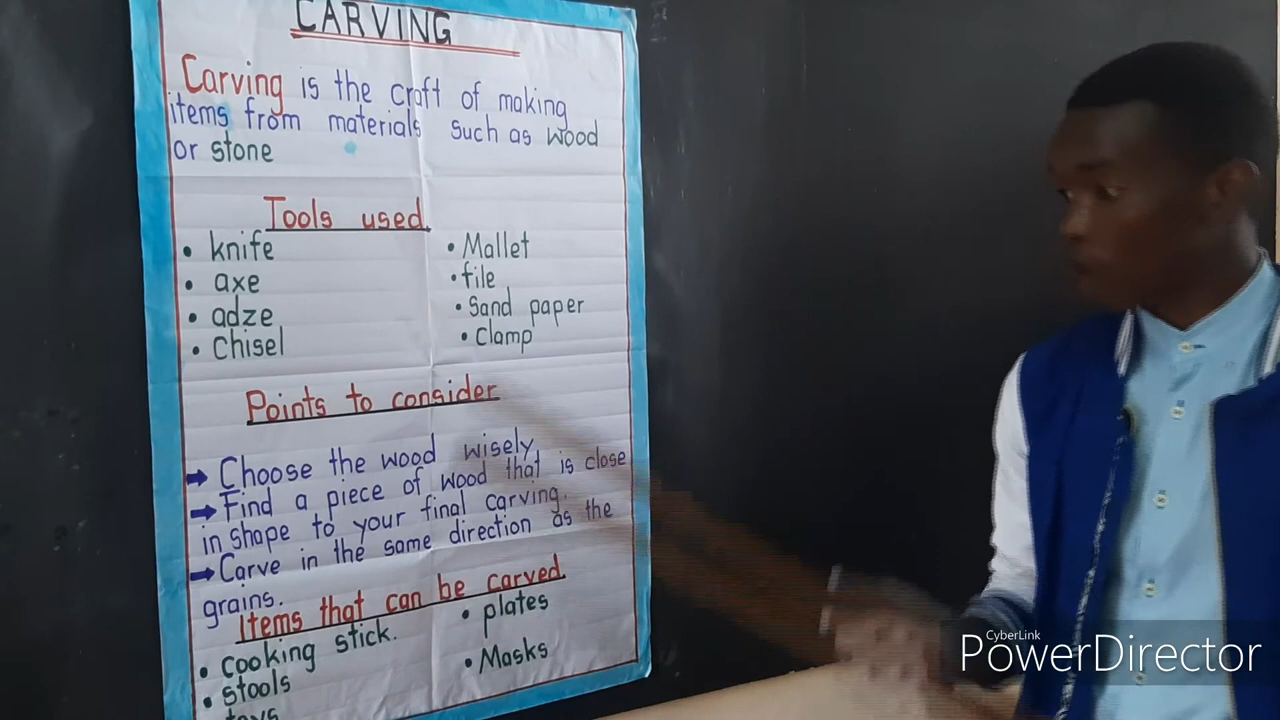 CARVING
Carving is the craft of making
items from materials such as wood
or stone
Tools used
• knife
• axe
• adze
• Chisel
• Mallet
• file
• Sand paper
• Clamp
Points to consider
➡ Choose the wood wisely
➡ Find a piece of wood that is close
in shape to your final carving.
➡ Carve in the same direction as the
grains.
Items that can be carved
• cooking stick.
• stools
toys
• plates
• Masks
CyberLink
PowerDirector